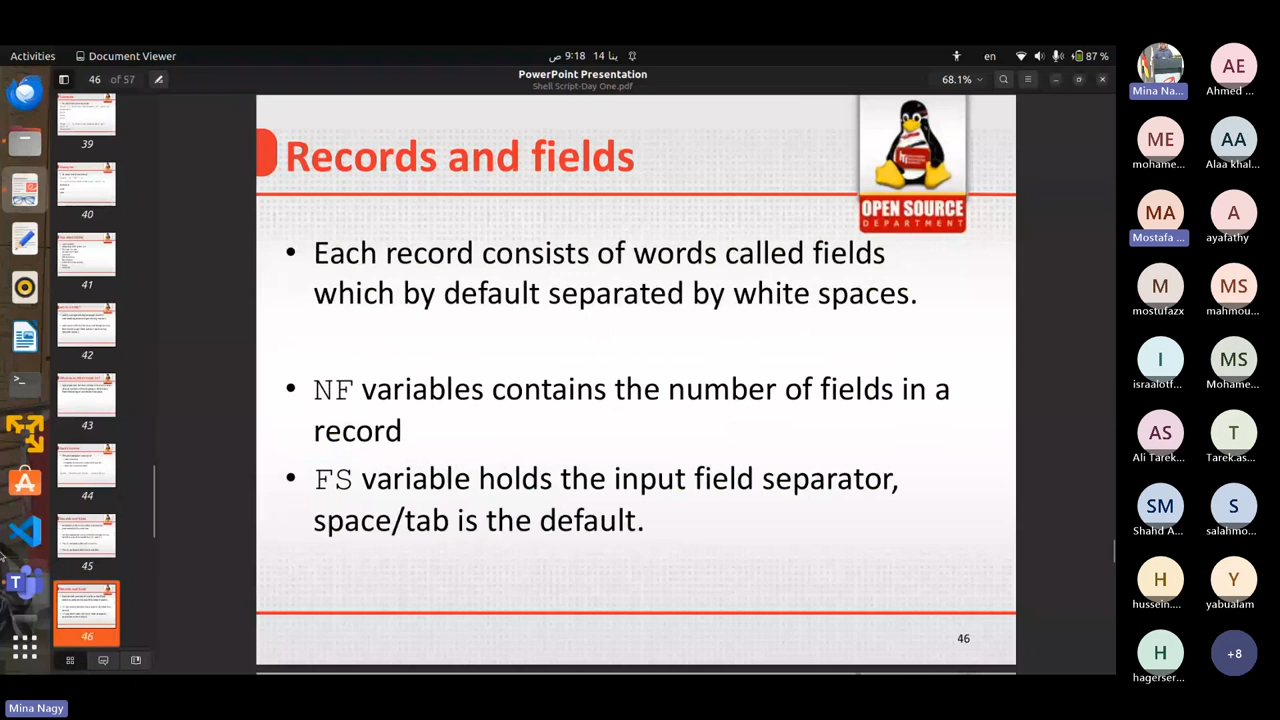 Activities
Document Viewer
9:18 ص
14 ينا
en
87 %
46 of 57
PowerPoint Presentation
Shell Script-Day One.pdf
68.1%
39
40
41
42
43
44
45
46
Records and fields
OPEN SOURCE
DEPARTMENT
• Each record consists of words called fields
which by default separated by white spaces.
• NF variables contains the number of fields in a
record
• FS variable holds the input field separator,
space/tab is the default.
46
Mina Na...
AE
Ahmed ...
ME
mohame...
AA
Alaa khal...
MA
Mostafa ...
A
ayafathy
M
mostufazx
MS
mahmou...
I
israalotf...
MS
Mohame...
AS
Ali Tarek...
T
Tarek.as...
SM
Shahd A...
S
salahmo...
H
hussein....
Y
yabualam
H
hagerser...
+8
Mina Nagy